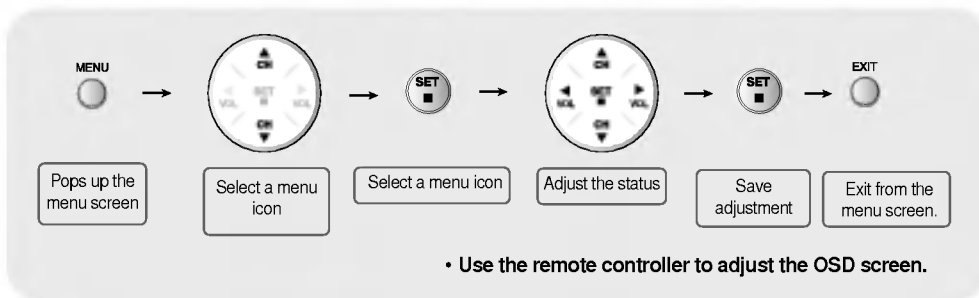 MENU
EXIT
CH
VOL SET VOL
CH
SET
CH
VOL SET VOL
CH
SET
Pops up the
menu screen
Select a menu
icon
Select a menu icon
Adjust the status
Save
adjustment
Exit from the
menu screen.
• Use the remote controller to adjust the OSD screen.